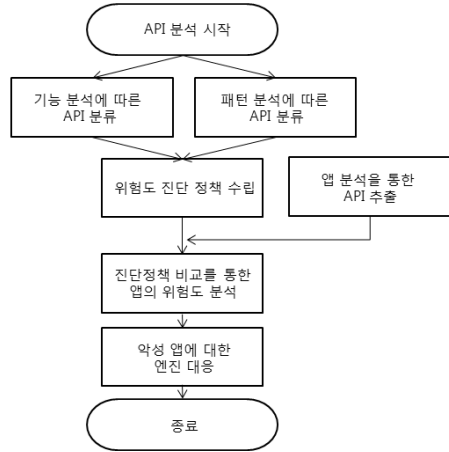 API 분석 시작
기능 분석에 따른
API 분류
패턴 분석에 따른
API 분류
위험도 진단 정책 수립
앱 분석을 통한
API 추출
진단정책 비교를 통한
앱의 위험도 분석
악성 앱에 대한
엔진 대응
종료